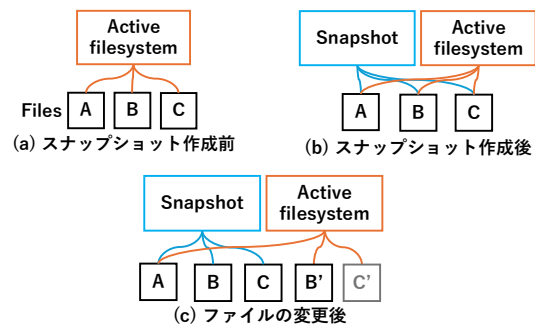 Active
filesystem
Files A B C
(a) スナップショット作成前
Snapshot
Active
filesystem
A B C
(b) スナップショット作成後
Snapshot
Active
filesystem
A B C B' C'
(c) ファイルの変更後